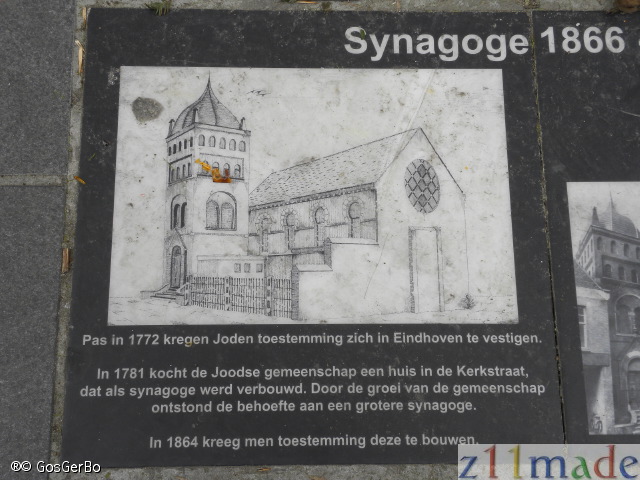 Synagoge 1866
Pas in 1772 kregen Joden toestemming zich in Eindhoven te vestigen.
In 1781 kocht de Joodse gemeenschap een huis in de Kerkstraat,
dat als synagoge werd verbouwd. Door de groei van de gemeenschap
ontstond de behoefte aan een grotere synagoge.
In 1864 kreeg men toestemming deze te bouwen.
z11made
®© GosGerBo